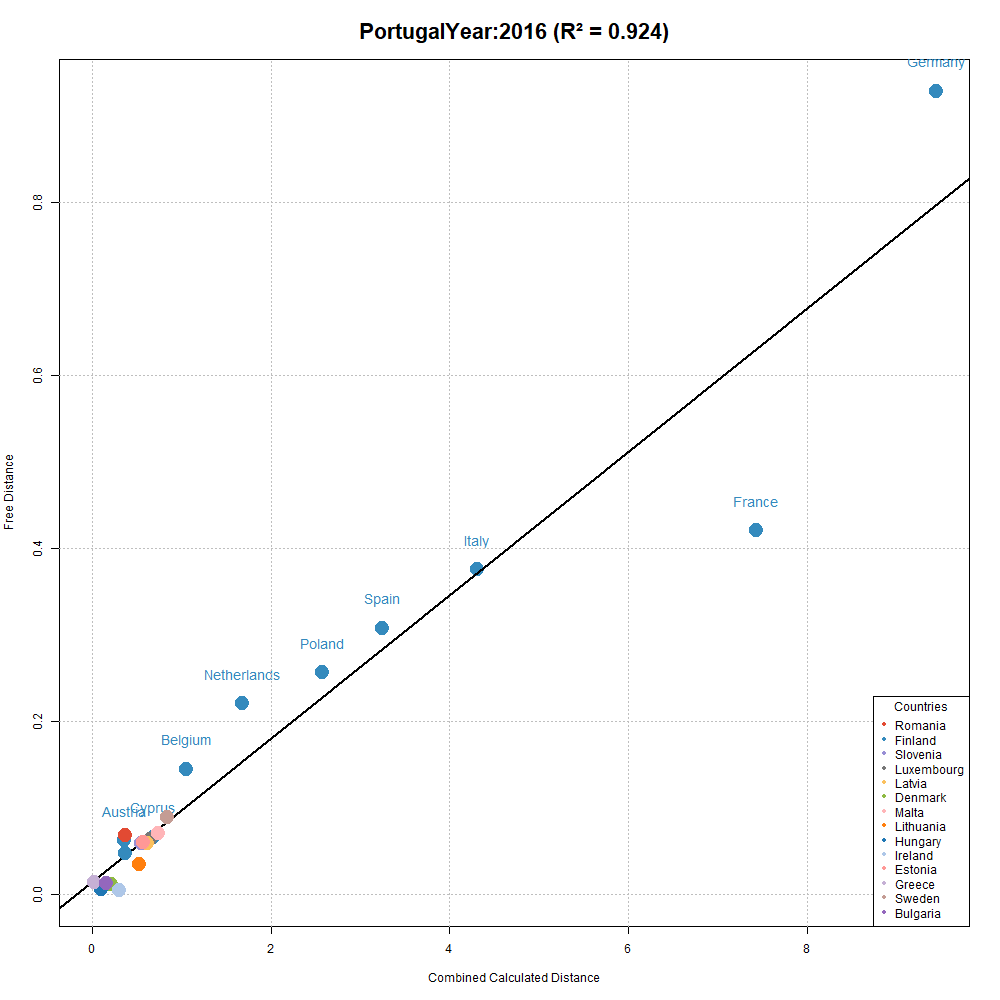 PortugalYear:2016 (R² = 0.924)
Germany
France
Italy
Spain
Poland
Netherlands
Belgium
Austria
Cyprus
0.8
0.6
0.4
0.2
0.0
Free Distance
0
2
4
6
8
Combined Calculated Distance
Countries
Romania
Finland
Slovenia
Luxembourg
Latvia
Denmark
Malta
Lithuania
Hungary
Ireland
Estonia
Greece
Sweden
Bulgaria